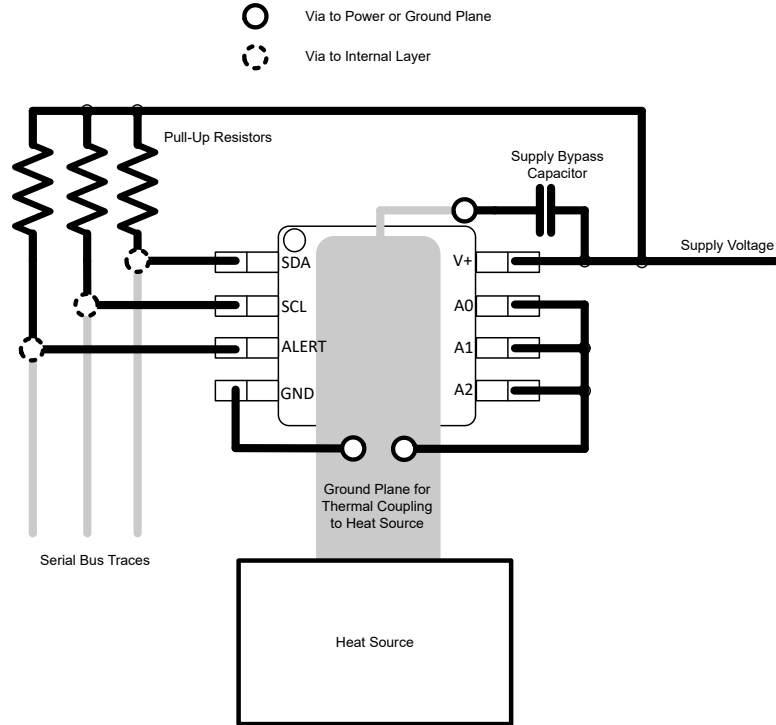 Via to Power or Ground Plane
Via to Internal Layer
Pull-Up Resistors
Supply Bypass
Capacitor
Supply Voltage
SDA
SCL
ALERT
GND
V+
A0
A1
A2
Ground Plane for
Thermal Coupling
to Heat Source
Serial Bus Traces
Heat Source